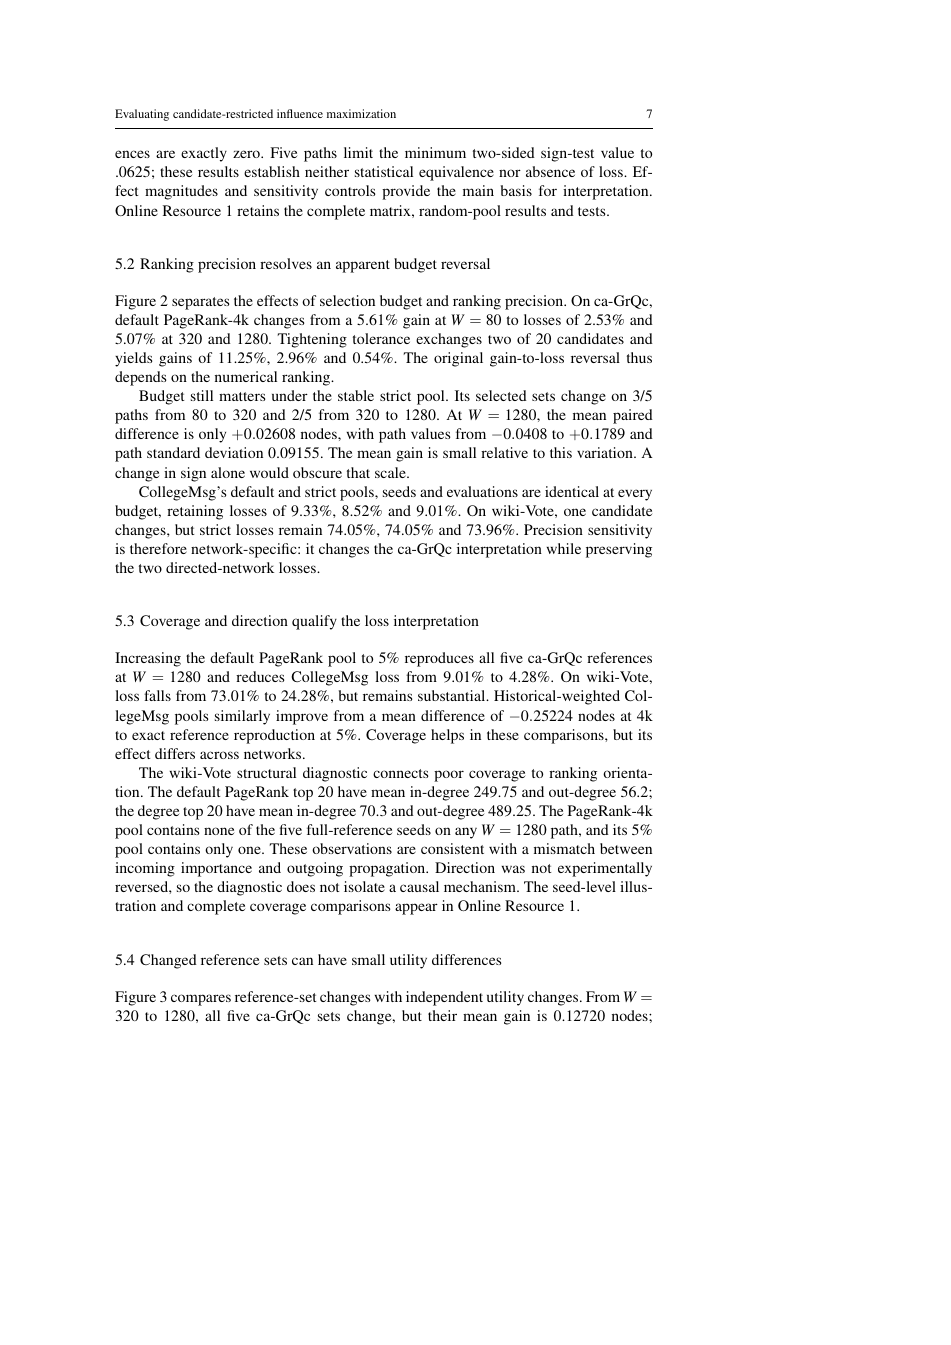 Evaluating candidate-restricted influence maximization 7
ences are exactly zero. Five paths limit the minimum two-sided sign-test value to
.0625; these results establish neither statistical equivalence nor absence of loss. Ef-
fect magnitudes and sensitivity controls provide the main basis for interpretation.
Online Resource 1 retains the complete matrix, random-pool results and tests.
5.2 Ranking precision resolves an apparent budget reversal
Figure 2 separates the effects of selection budget and ranking precision. On ca-GrQc,
default PageRank-4k changes from a 5.61% gain at W = 80 to losses of 2.53% and
5.07% at 320 and 1280. Tightening tolerance exchanges two of 20 candidates and
yields gains of 11.25%, 2.96% and 0.54%. The original gain-to-loss reversal thus
depends on the numerical ranking.
Budget still matters under the stable strict pool. Its selected sets change on 3/5
paths from 80 to 320 and 2/5 from 320 to 1280. At W = 1280, the mean paired
difference is only +0.02608 nodes, with path values from −0.0408 to +0.1789 and
path standard deviation 0.09155. The mean gain is small relative to this variation. A
change in sign alone would obscure that scale.
CollegeMsg's default and strict pools, seeds and evaluations are identical at every
budget, retaining losses of 9.33%, 8.52% and 9.01%. On wiki-Vote, one candidate
changes, but strict losses remain 74.05%, 74.05% and 73.96%. Precision sensitivity
is therefore network-specific: it changes the ca-GrQc interpretation while preserving
the two directed-network losses.
5.3 Coverage and direction qualify the loss interpretation
Increasing the default PageRank pool to 5% reproduces all five ca-GrQc references
at W = 1280 and reduces CollegeMsg loss from 9.01% to 4.28%. On wiki-Vote,
loss falls from 73.01% to 24.28%, but remains substantial. Historical-weighted Col-
legeMsg pools similarly improve from a mean difference of −0.25224 nodes at 4k
to exact reference reproduction at 5%. Coverage helps in these comparisons, but its
effect differs across networks.
The wiki-Vote structural diagnostic connects poor coverage to ranking orienta-
tion. The default PageRank top 20 have mean in-degree 249.75 and out-degree 56.2;
the degree top 20 have mean in-degree 70.3 and out-degree 489.25. The PageRank-4k
pool contains none of the five full-reference seeds on any W = 1280 path, and its 5%
pool contains only one. These observations are consistent with a mismatch between
incoming importance and outgoing propagation. Direction was not experimentally
reversed, so the diagnostic does not isolate a causal mechanism. The seed-level illus-
tration and complete coverage comparisons appear in Online Resource 1.
5.4 Changed reference sets can have small utility differences
Figure 3 compares reference-set changes with independent utility changes. From W =
320 to 1280, all five ca-GrQc sets change, but their mean gain is 0.12720 nodes;